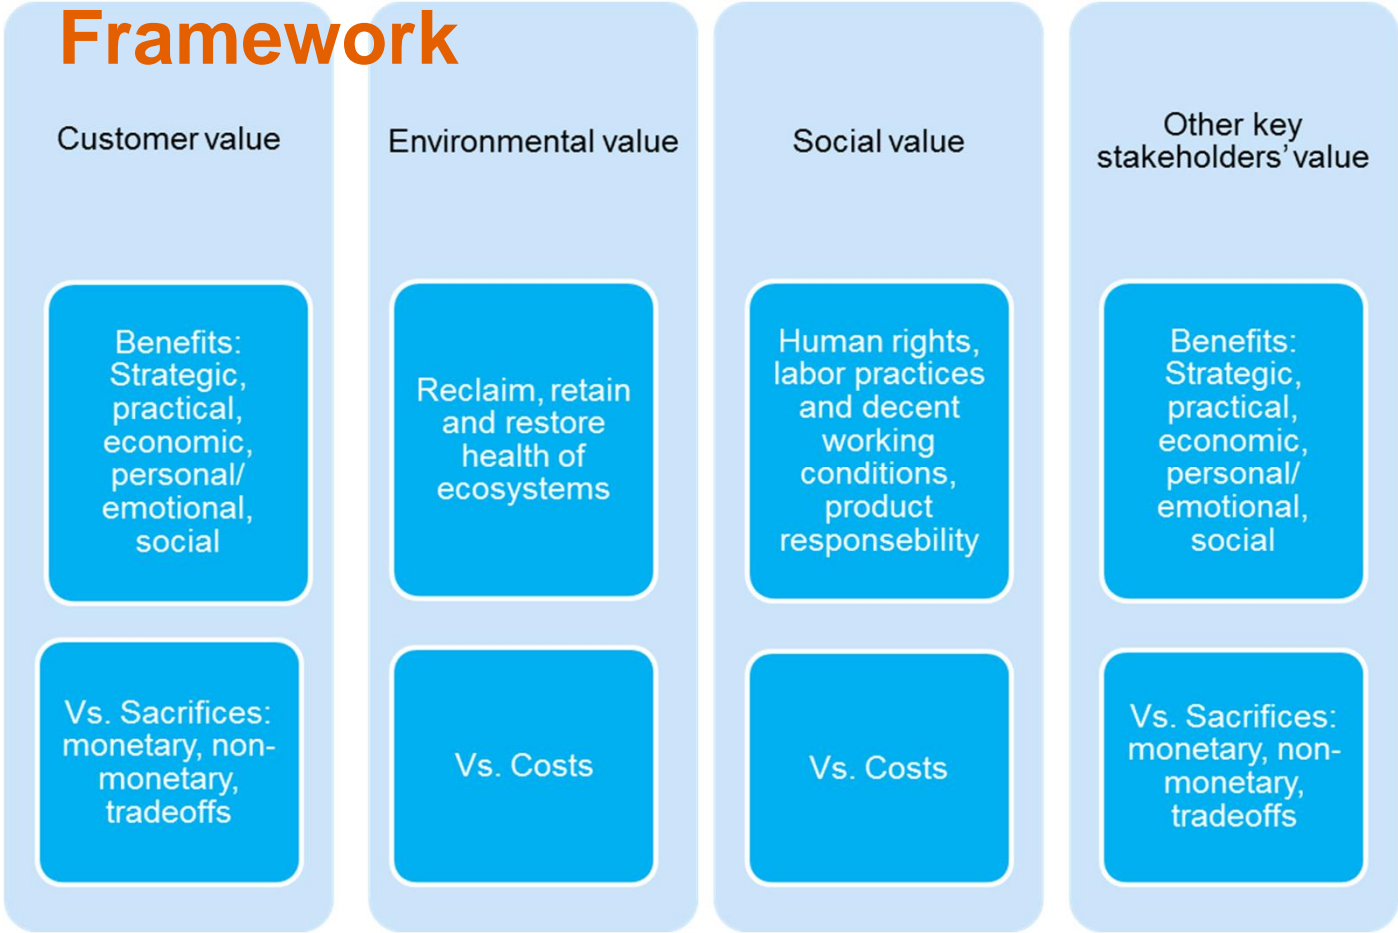 Framework
Customer value
Benefits:
Strategic,
practical,
economic,
personal/
emotional,
social
Vs. Sacrifices:
monetary, non-
monetary,
tradeoffs
Environmental value
Reclaim, retain
and restore
health of
ecosystems
Vs. Costs
Social value
Human rights,
labor practices
and decent
working
conditions,
product
responsebility
Vs. Costs
Other key
stakeholders’ value
Benefits:
Strategic,
practical,
economic,
personal/
emotional,
social
Vs. Sacrifices:
monetary, non-
monetary,
tradeoffs